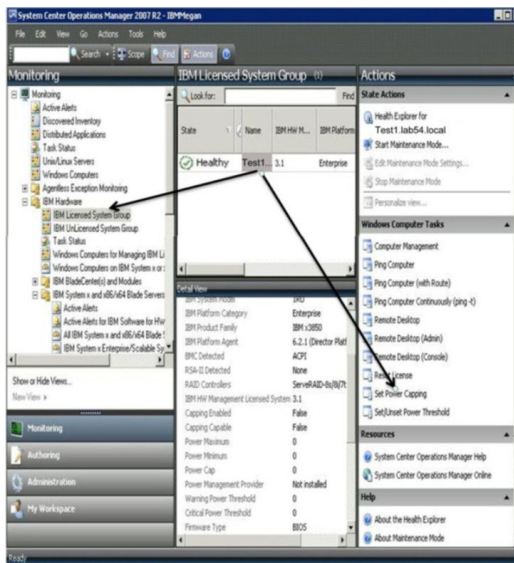 System Center Operations Manager 2007 R2 - IBMMegan
File Edit View Go Actions Tools Help
Search Scope Find Actions
Monitoring
Monitoring
Active Alerts
Discovered Inventory
Distributed Applications
Task Status
Unix/Linux Servers
Windows Computers
Agentless Exception Monitoring
IBM Hardware
IBM Licensed System Group
IBM UnLicensed System Group
Task Status
Windows Computers for Managing IBM Li
Windows Computers on IBM System x or
IBM BladeCenter(s) and Modules
IBM System x and x86/x64 Blade Servers
Active Alerts
Active Alerts for IBM Software for HW
All IBM System x and x86/x64 Blade
IBM System x Enterprise/Scalable Sy
Show or Hide Views...
New View
Monitoring
Authoring
Administration
My Workspace
Ready
IBM Licensed System Group (1)
Look for: Find
State Name IBM HW M... IBM Platform
Healthy Test1... 3.1 Enterprise
Detail View
IBM System Model
IBM Platform Category Enterprise
IBM Product Family IBM x3850
IBM Platform Agent 6.2.1 (Director Platf
BMC Detected ACPI
RSA-II Detected None
RAID Controllers ServeRAID-8s/8i/7t
IBM HW Management Licensed System 3.1
Capping Enabled False
Capping Capable False
Power Maximum 0
Power Minimum 0
Power Cap 0
Power Management Provider Not installed
Warning Power Threshold 0
Critical Power Threshold 0
Firmware Type BIOS
Actions
State Actions
Health Explorer for
Test1.lab54.local
Start Maintenance Mode...
Edit Maintenance Mode Settings...
Stop Maintenance Mode
Personalize view...
Windows Computer Tasks
Computer Management
Ping Computer
Ping Computer (with Route)
Ping Computer Continuously (ping -t)
Remote Desktop
Remote Desktop (Admin)
Remote Desktop (Console)
Reset License
Set Power Capping
Set/Unset Power Threshold
Resources
System Center Operations Manager Help
System Center Operations Manager Online
Help
About the Health Explorer
About Maintenance Mode